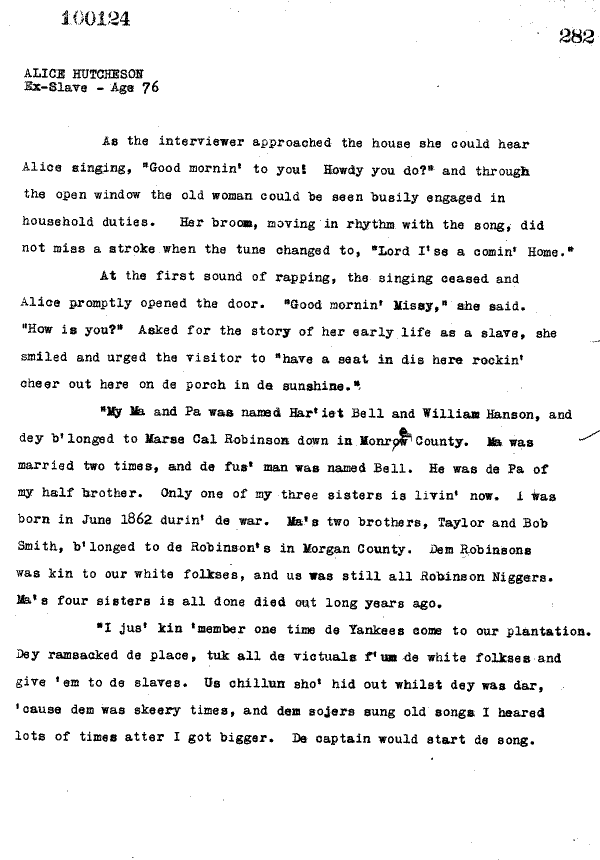 100124
282
ALICE HUTCHESON
Ex-Slave - Age 76
As the interviewer approached the house she could hear
Alice singing, "Good mornin' to you! Howdy you do?" and through
the open window the old woman could be seen busily engaged in
household duties. Her broom, moving in rhythm with the song, did
not miss a stroke when the tune changed to, "Lord I'se a comin' Home."
At the first sound of rapping, the singing ceased and
Alice promptly opened the door. "Good mornin' Missy," she said.
"How is you?" Asked for the story of her early life as a slave, she
smiled and urged the visitor to "have a seat in dis here rockin'
cheer out here on de porch in de sunshine."
"My Ma and Pa was named Har'iet Bell and William Hanson, and
dey b'longed to Marse Cal Robinson down in Monroe County. Ma was
married two times, and de fus' man was named Bell. He was de Pa of
my half brother. Only one of my three sisters is livin' now. I was
born in June 1862 durin' de war. Ma's two brothers, Taylor and Bob
Smith, b'longed to de Robinson's in Morgan County. Dem Robinsons
was kin to our white folkses, and us was still all Robinson Niggers.
Ma's four sisters is all done died out long years ago.
"I jus' kin 'member one time de Yankees come to our plantation.
Dey ramsacked de place, tuk all de victuals f'um de white folkses and
give 'em to de slaves. Us chillun sho' hid out whilst dey was dar,
'cause dem was skeery times, and dem sojers sung old songs I heared
lots of times atter I got bigger. De captain would start de song.